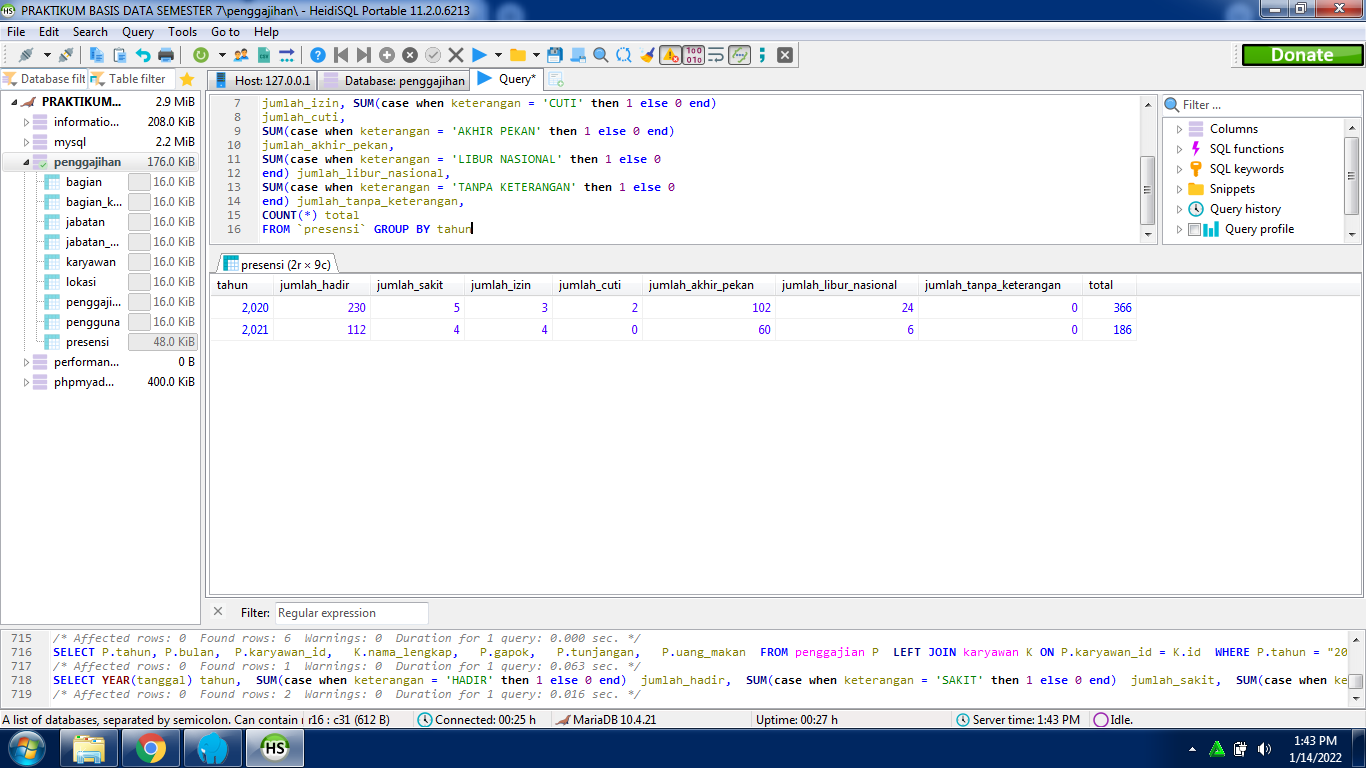 PRAKTIKUM BASIS DATA SEMESTER 7\penggajihan\ - HeidiSQL Portable 11.2.0.6213
File Edit Search Query Tools Go to Help
Donate
Database filt Table filter
Host: 127.0.0.1 Database: penggajihan Query*
PRAKTIKUM... 2.9 MiB
informatio... 208.0 KiB
mysql 2.2 MiB
penggajihan 176.0 KiB
bagian 16.0 KiB
bagian_k... 16.0 KiB
jabatan 16.0 KiB
jabatan_... 16.0 KiB
karyawan 16.0 KiB
lokasi 16.0 KiB
penggaji... 16.0 KiB
pengguna 16.0 KiB
presensi 48.0 KiB
performan... 0 B
phpmyad... 400.0 KiB
7 jumlah_izin, SUM(case when keterangan = 'CUTI' then 1 else 0 end)
8 jumlah_cuti,
9 SUM(case when keterangan = 'AKHIR PEKAN' then 1 else 0 end)
10 jumlah_akhir_pekan,
11 SUM(case when keterangan = 'LIBUR NASIONAL' then 1 else 0
12 end) jumlah_libur_nasional,
13 SUM(case when keterangan = 'TANPA KETERANGAN' then 1 else 0
14 end) jumlah_tanpa_keterangan,
15 COUNT(*) total
16 FROM `presensi` GROUP BY tahun
Filter ...
Columns
SQL functions
SQL keywords
Snippets
Query history
Query profile
presensi (2r × 9c)
tahun jumlah_hadir jumlah_sakit jumlah_izin jumlah_cuti jumlah_akhir_pekan jumlah_libur_nasional jumlah_tanpa_keterangan total
2,020 230 5 3 2 102 24 0 366
2,021 112 4 4 0 60 6 0 186
Filter: Regular expression
715 /* Affected rows: 0 Found rows: 6 Warnings: 0 Duration for 1 query: 0.000 sec. */
716 SELECT P.tahun, P.bulan, P.karyawan_id, K.nama_lengkap, P.gapok, P.tunjangan, P.uang_makan FROM penggajian P LEFT JOIN karyawan K ON P.karyawan_id = K.id WHERE P.tahun = "20
717 /* Affected rows: 0 Found rows: 1 Warnings: 0 Duration for 1 query: 0.063 sec. */
718 SELECT YEAR(tanggal) tahun, SUM(case when keterangan = 'HADIR' then 1 else 0 end) jumlah_hadir, SUM(case when keterangan = 'SAKIT' then 1 else 0 end) jumlah_sakit, SUM(case when ke
719 /* Affected rows: 0 Found rows: 2 Warnings: 0 Duration for 1 query: 0.016 sec. */
A list of databases, separated by semicolon. Can contain r16 : c31 (612 B) Connected: 00:25 h MariaDB 10.4.21 Uptime: 00:27 h Server time: 1:43 PM Idle.
HS
1:43 PM
1/14/2022